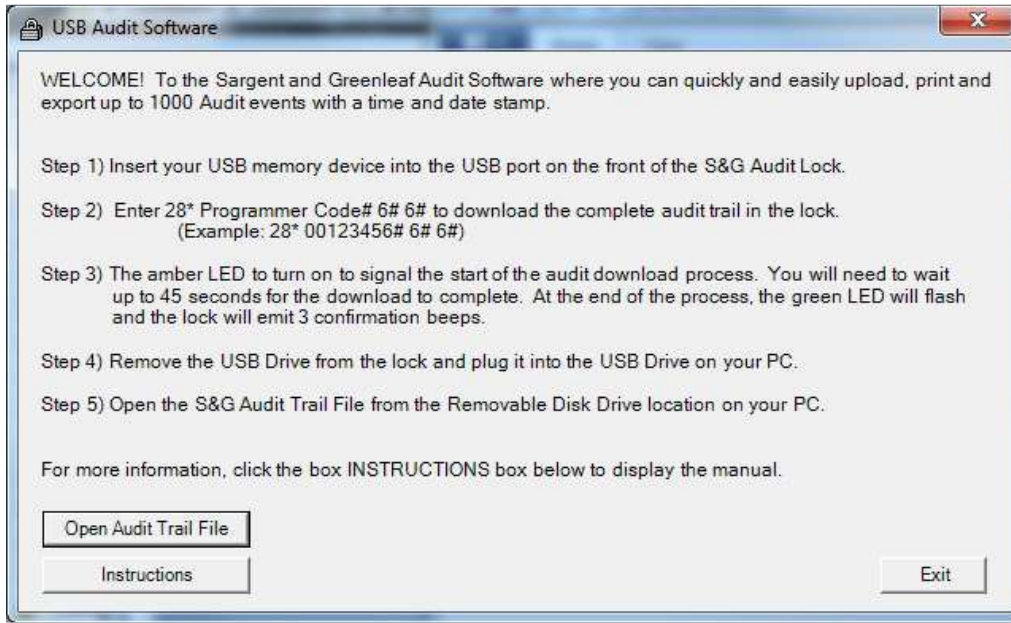 USB Audit Software
WELCOME! To the Sargent and Greenleaf Audit Software where you can quickly and easily upload, print and
export up to 1000 Audit events with a time and date stamp.
Step 1) Insert your USB memory device into the USB port on the front of the S&G Audit Lock.
Step 2) Enter 28* Programmer Code# 6# 6# to download the complete audit trail in the lock.
(Example: 28* 00123456# 6# 6#)
Step 3) The amber LED to turn on to signal the start of the audit download process. You will need to wait
up to 45 seconds for the download to complete. At the end of the process, the green LED will flash
and the lock will emit 3 confirmation beeps.
Step 4) Remove the USB Drive from the lock and plug it into the USB Drive on your PC.
Step 5) Open the S&G Audit Trail File from the Removable Disk Drive location on your PC.
For more information, click the box INSTRUCTIONS box below to display the manual.
Open Audit Trail File
Instructions
Exit